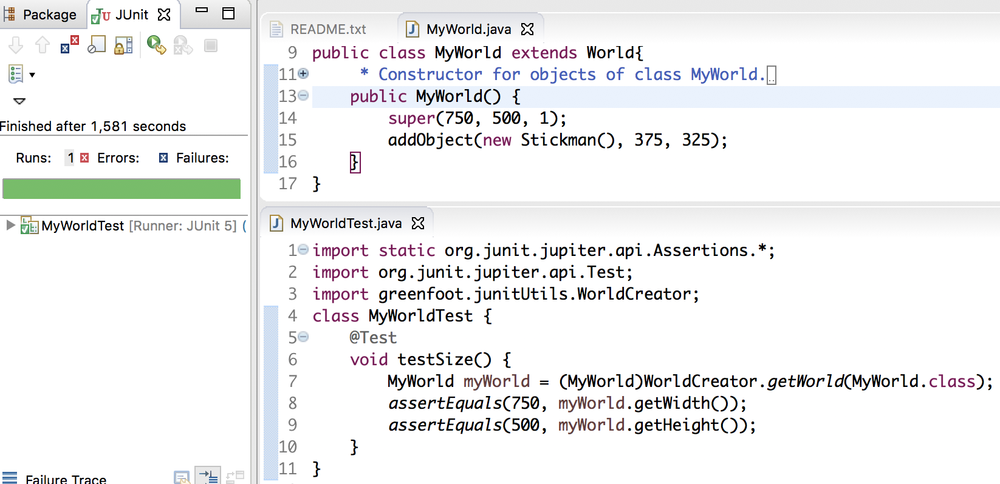 Package JUnit
Finished after 1,581 seconds
Runs: 1 Errors: Failures:
MyWorldTest [Runner: JUnit 5] (
Failure Trace
README.txt MyWorld.java
9 public class MyWorld extends World{
11 * Constructor for objects of class MyWorld...
13 public MyWorld() {
14 super(750, 500, 1);
15 addObject(new Stickman(), 375, 325);
16 }
17 }
MyWorldTest.java
1 import static org.junit.jupiter.api.Assertions.*;
2 import org.junit.jupiter.api.Test;
3 import greenfoot.junitUtils.WorldCreator;
4 class MyWorldTest {
5 @Test
6 void testSize() {
7 MyWorld myWorld = (MyWorld)WorldCreator.getWorld(MyWorld.class);
8 assertEquals(750, myWorld.getWidth());
9 assertEquals(500, myWorld.getHeight());
10 }
11 }